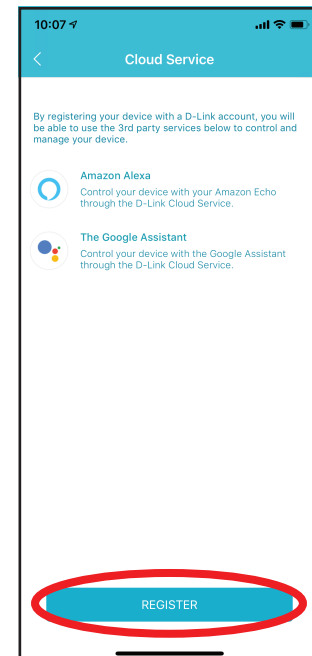 10:07
Cloud Service
By registering your device with a D-Link account, you will
be able to use the 3rd party services below to control and
manage your device.
Amazon Alexa
Control your device with your Amazon Echo
through the D-Link Cloud Service.
The Google Assistant
Control your device with the Google Assistant
through the D-Link Cloud Service.
REGISTER